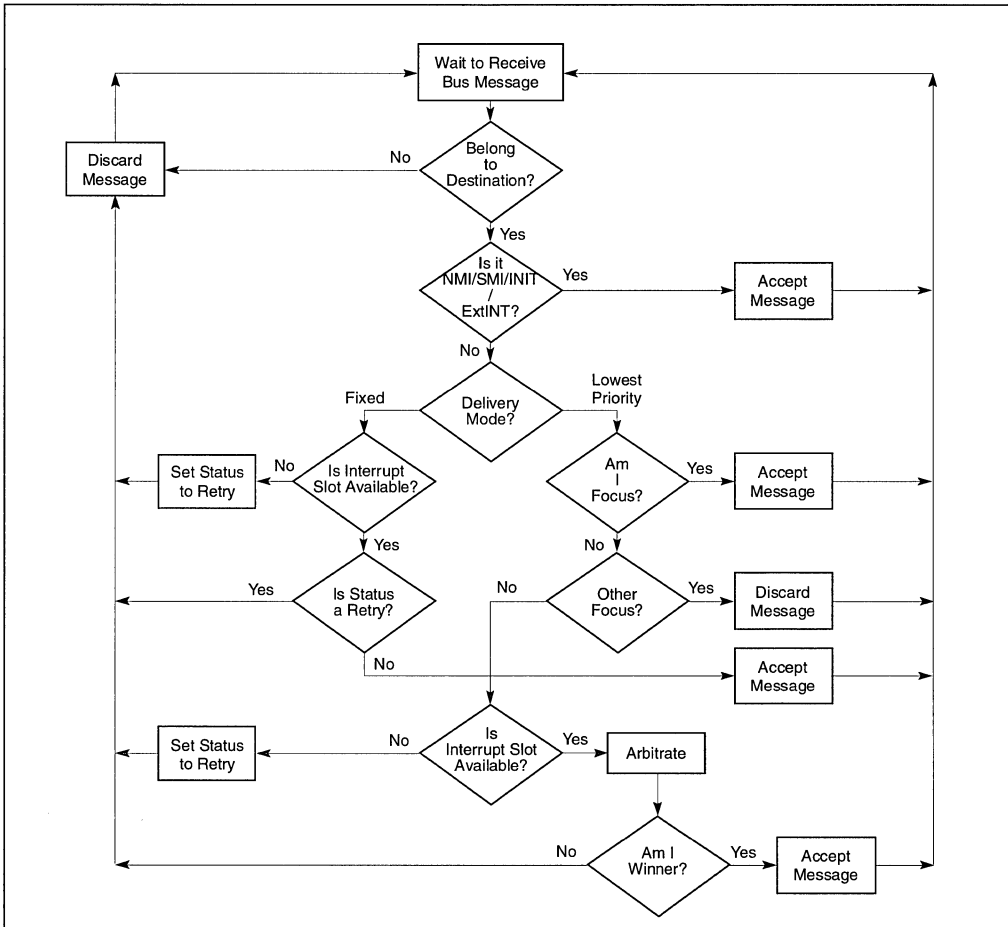 Wait to Receive
Bus Message
Discard
Message
No
Belong
to
Destination?
Yes
Is it
NMI/SMI/INIT
/
ExtINT?
Yes
Accept
Message
No
Delivery
Mode?
Fixed
Lowest
Priority
Set Status
to Retry
No
Is Interrupt
Slot Available?
Am
I
Focus?
Yes
Accept
Message
Yes
No
Yes
Is Status
a Retry?
No
Other
Focus?
Yes
Discard
Message
No
Accept
Message
Set Status
to Retry
No
Is
Interrupt Slot
Available?
Yes
Arbitrate
No
Am I
Winner?
Yes
Accept
Message